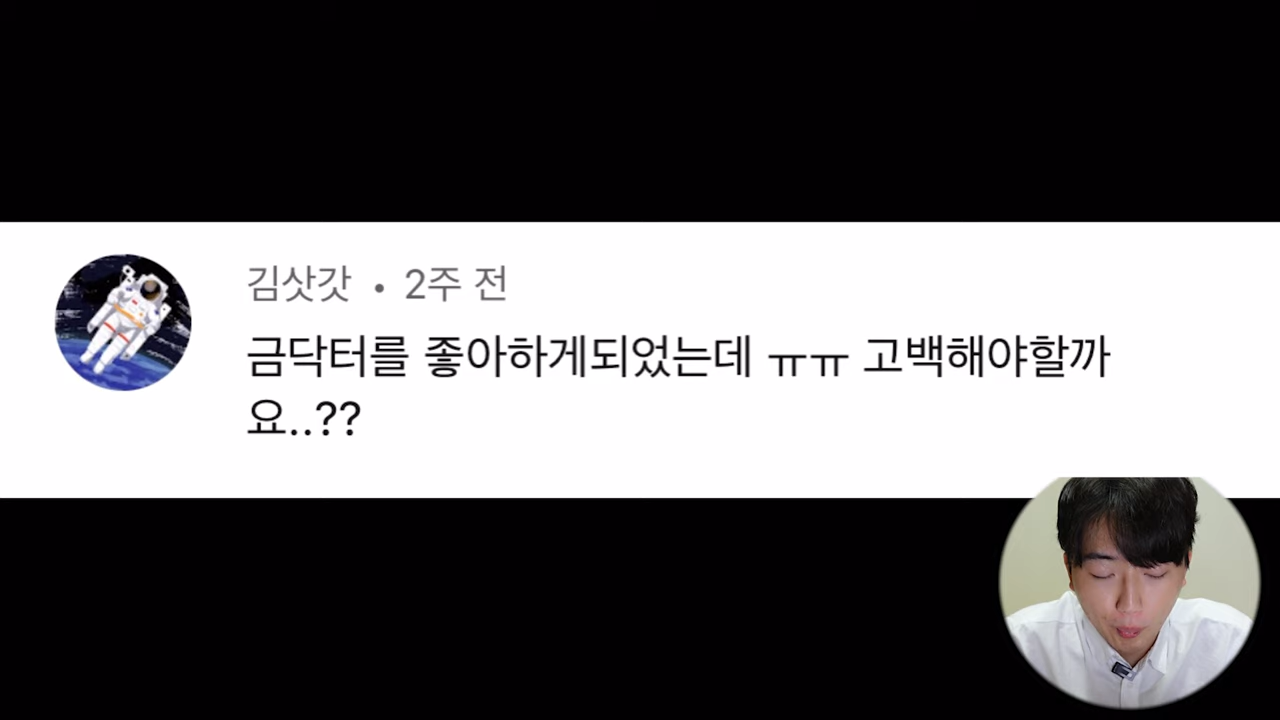 김삿갓 • 2주 전
금닥터를 좋아하게되었는데 ㅠㅠ 고백해야할까
요..??